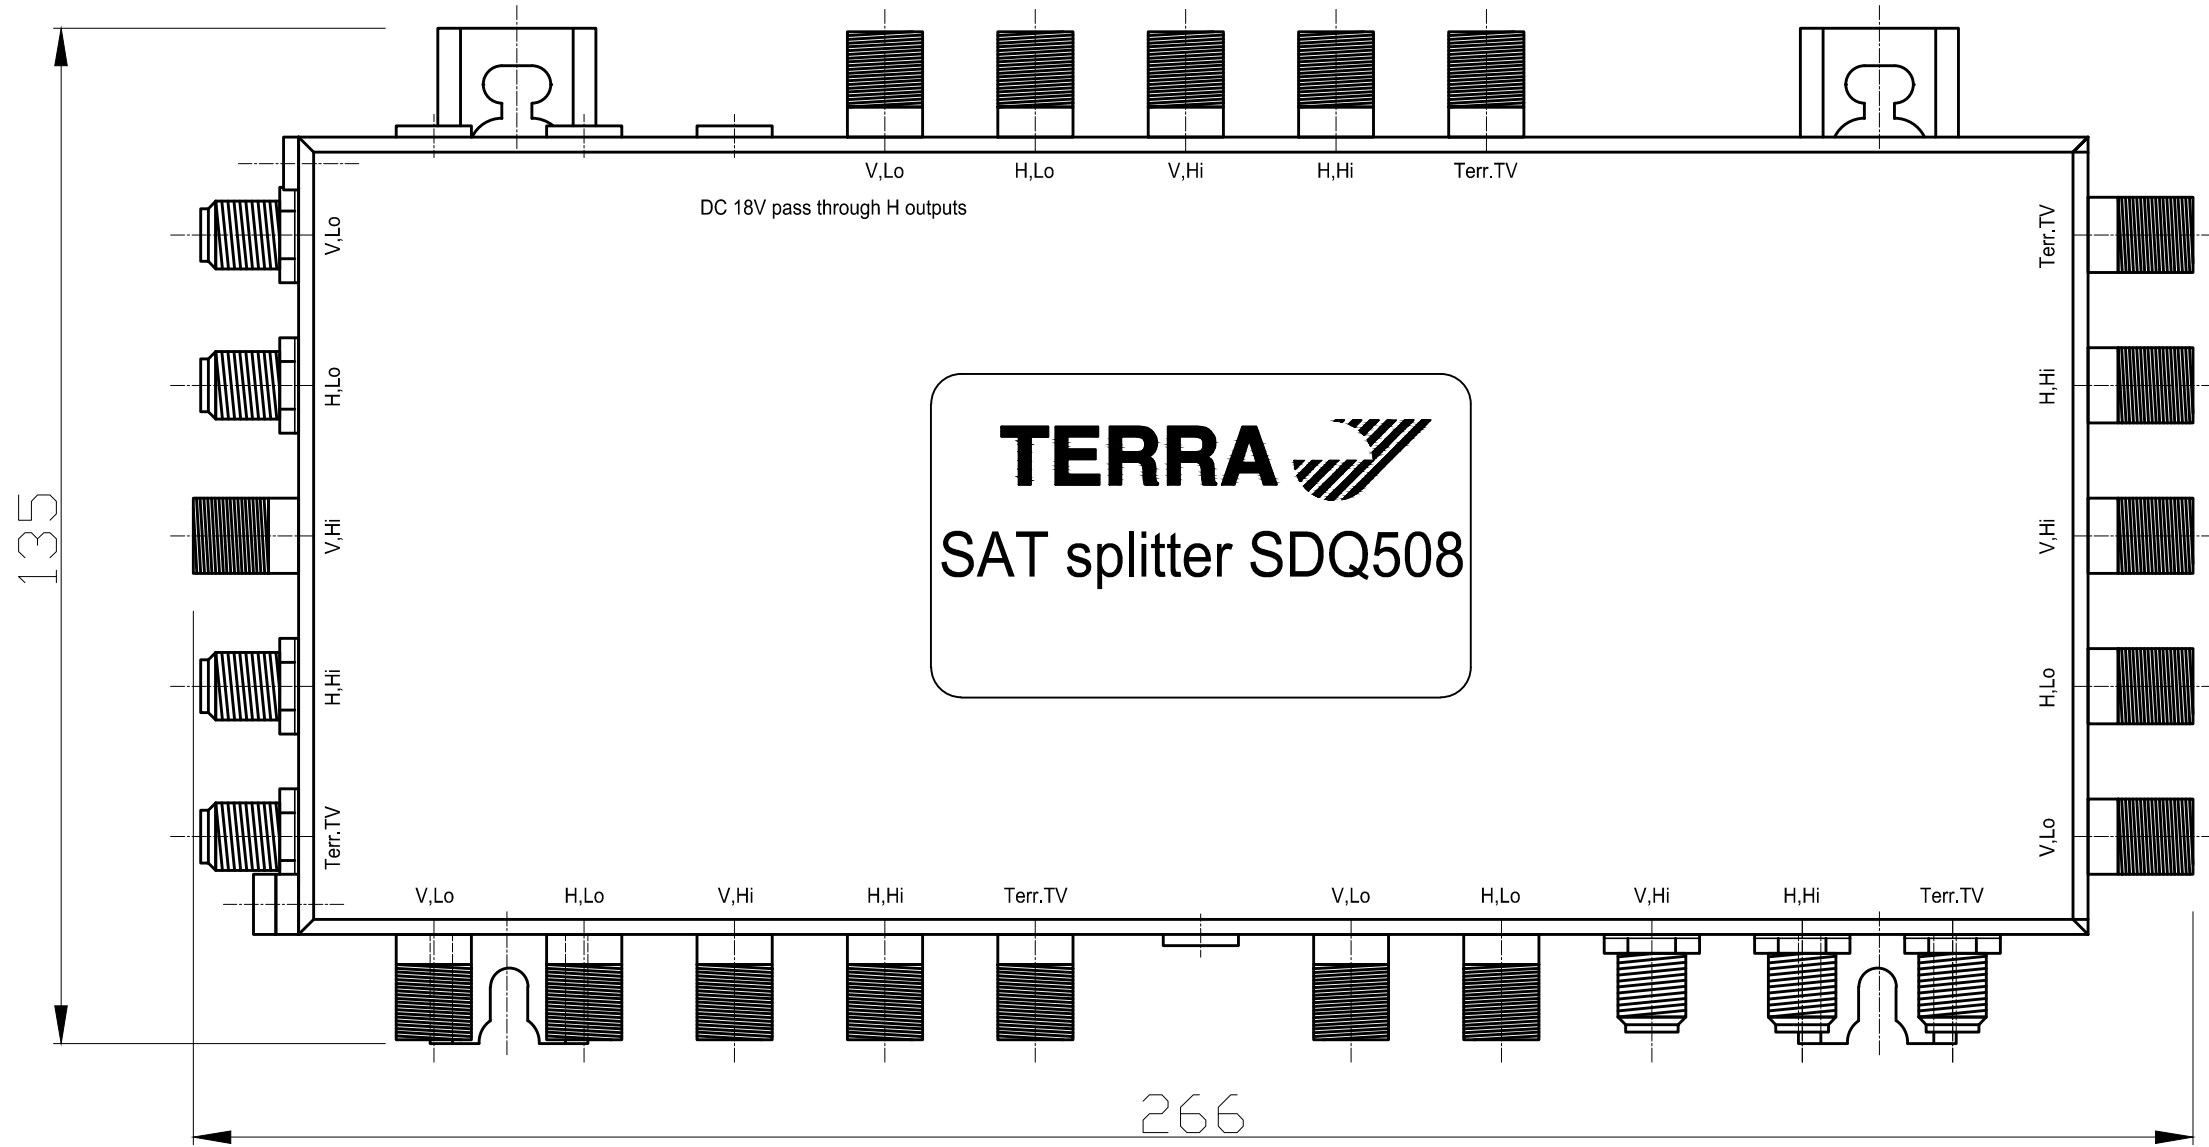 V,Lo
H,Lo
V,Hi
H,Hi
Terr.TV
DC 18V pass through H outputs
V,Lo
H,Lo
V,Hi
H,Hi
Terr.TV
135
TERRA
SAT splitter SDQ508
Terr.TV
H,Hi
V,Hi
H,Lo
V,Lo
V,Lo
H,Lo
V,Hi
H,Hi
Terr.TV
V,Lo
H,Lo
V,Hi
H,Hi
Terr.TV
266